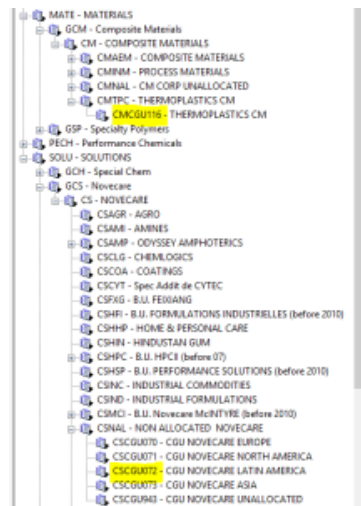 MATE - MATERIALS
GCM - Composite Materials
CM - COMPOSITE MATERIALS
CMAEM - COMPOSITE MATERIALS
CMINM - PROCESS MATERIALS
CMNAL - CM CORP UNALLOCATED
CMTPC - THERMOPLASTICS CM
CMCGU116 - THERMOPLASTICS CM
GSP - Specialty Polymers
PECH - Performance Chemicals
SOLU - SOLUTIONS
GCH - Special Chem
GCS - Novecare
CS - NOVECARE
CSAGR - AGRO
CSAMI - AMINES
CSAMP - ODYSSEY AMPHOTERICS
CSCLG - CHEMLOGICS
CSCOA - COATINGS
CSCYT - Spec Addit de CYTEC
CSFXG - B.U. FEIXIANG
CSHFI - B.U. FORMULATIONS INDUSTRIELLES (before 2010)
CSHHP - HOME & PERSONAL CARE
CSHIN - HINDUSTAN GUM
CSHPC - B.U. HPCII (before 07)
CSHSP - B.U. PERFORMANCE SOLUTIONS (before 2010)
CSINC - INDUSTRIAL COMMODITIES
CSIND - INDUSTRIAL FORMULATIONS
CSMCI - B.U. Novecare McINTYRE (before 2010)
CSNAL - NON ALLOCATED NOVECARE
CSCGU070 - CGU NOVECARE EUROPE
CSCGU071 - CGU NOVECARE NORTH AMERICA
CSCGU072 - CGU NOVECARE LATIN AMERICA
CSCGU073 - CGU NOVECARE ASIA
CSCGU943 - CGU NOVECARE UNALLOCATED